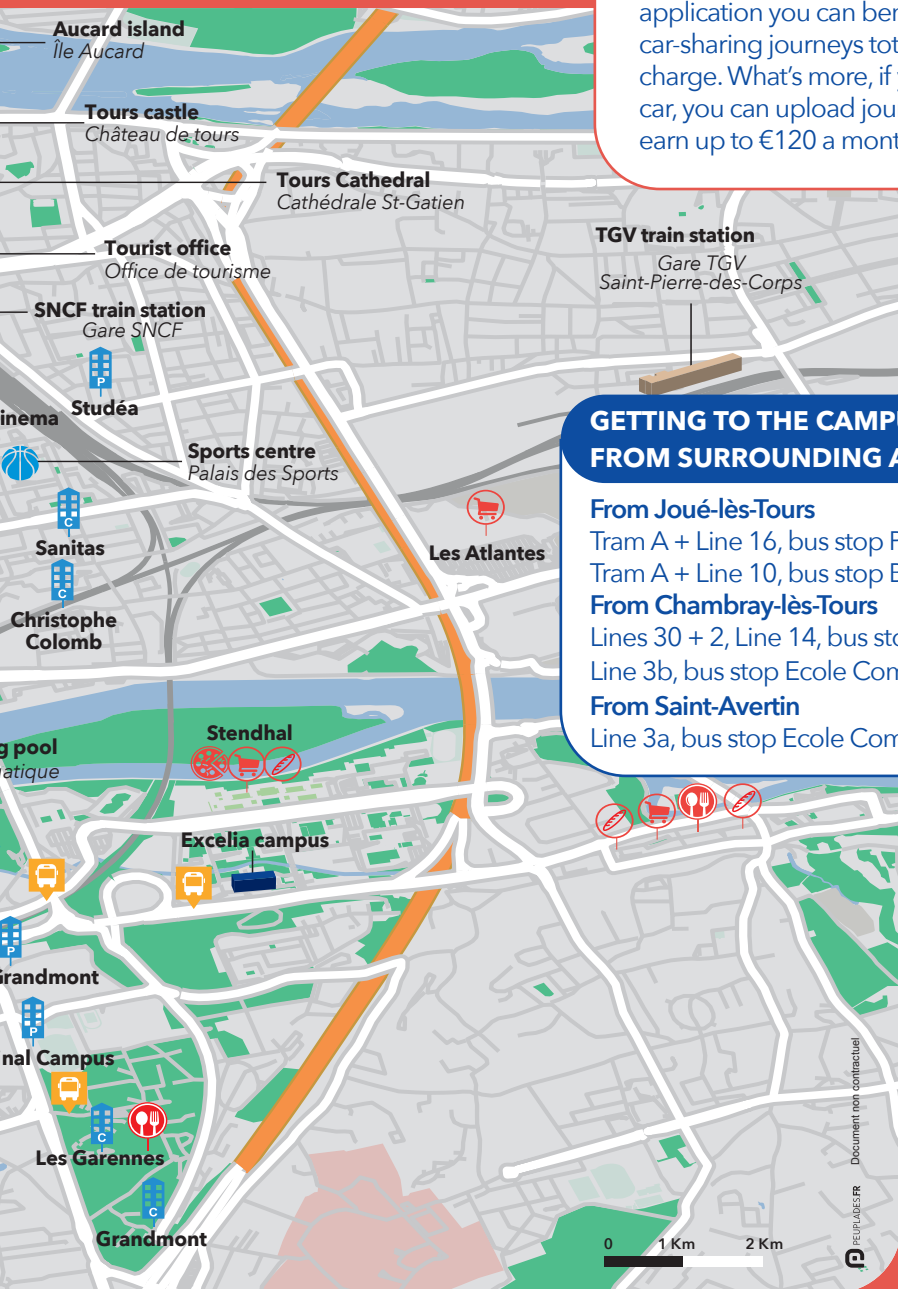 application you can
car-sharing journeys
charge. What's more, if
car, you can upload
earn up to €120 a
Aucard island
Île Aucard
Tours castle
Château de tours
Tours Cathedral
Cathédrale St-Gatien
Tourist office
Office de tourisme
SNCF train station
Gare SNCF
TGV train station
Gare TGV
Saint-Pierre-des-Corps
P
Studéa
inema
Sports centre
Palais des Sports
C
Sanitas
C
Christophe
Colomb
Les Atlantes
GETTING TO THE CAMPU
FROM SURROUNDING A
From Joué-lès-Tours
Tram A + Line 16, bus stop F
Tram A + Line 10, bus stop
From Chambray-lès-Tours
Lines 30 + 2, Line 14, bus sto
Line 3b, bus stop Ecole Com
From Saint-Avertin
Line 3a, bus stop Ecole Com
g pool
uatique
Stendhal
Excelia campus
P
Grandmont
P
nal Campus
C
Les Garennes
C
Grandmont
0 1 Km 2 Km
Document non contractuel
PEUPLADES.FR